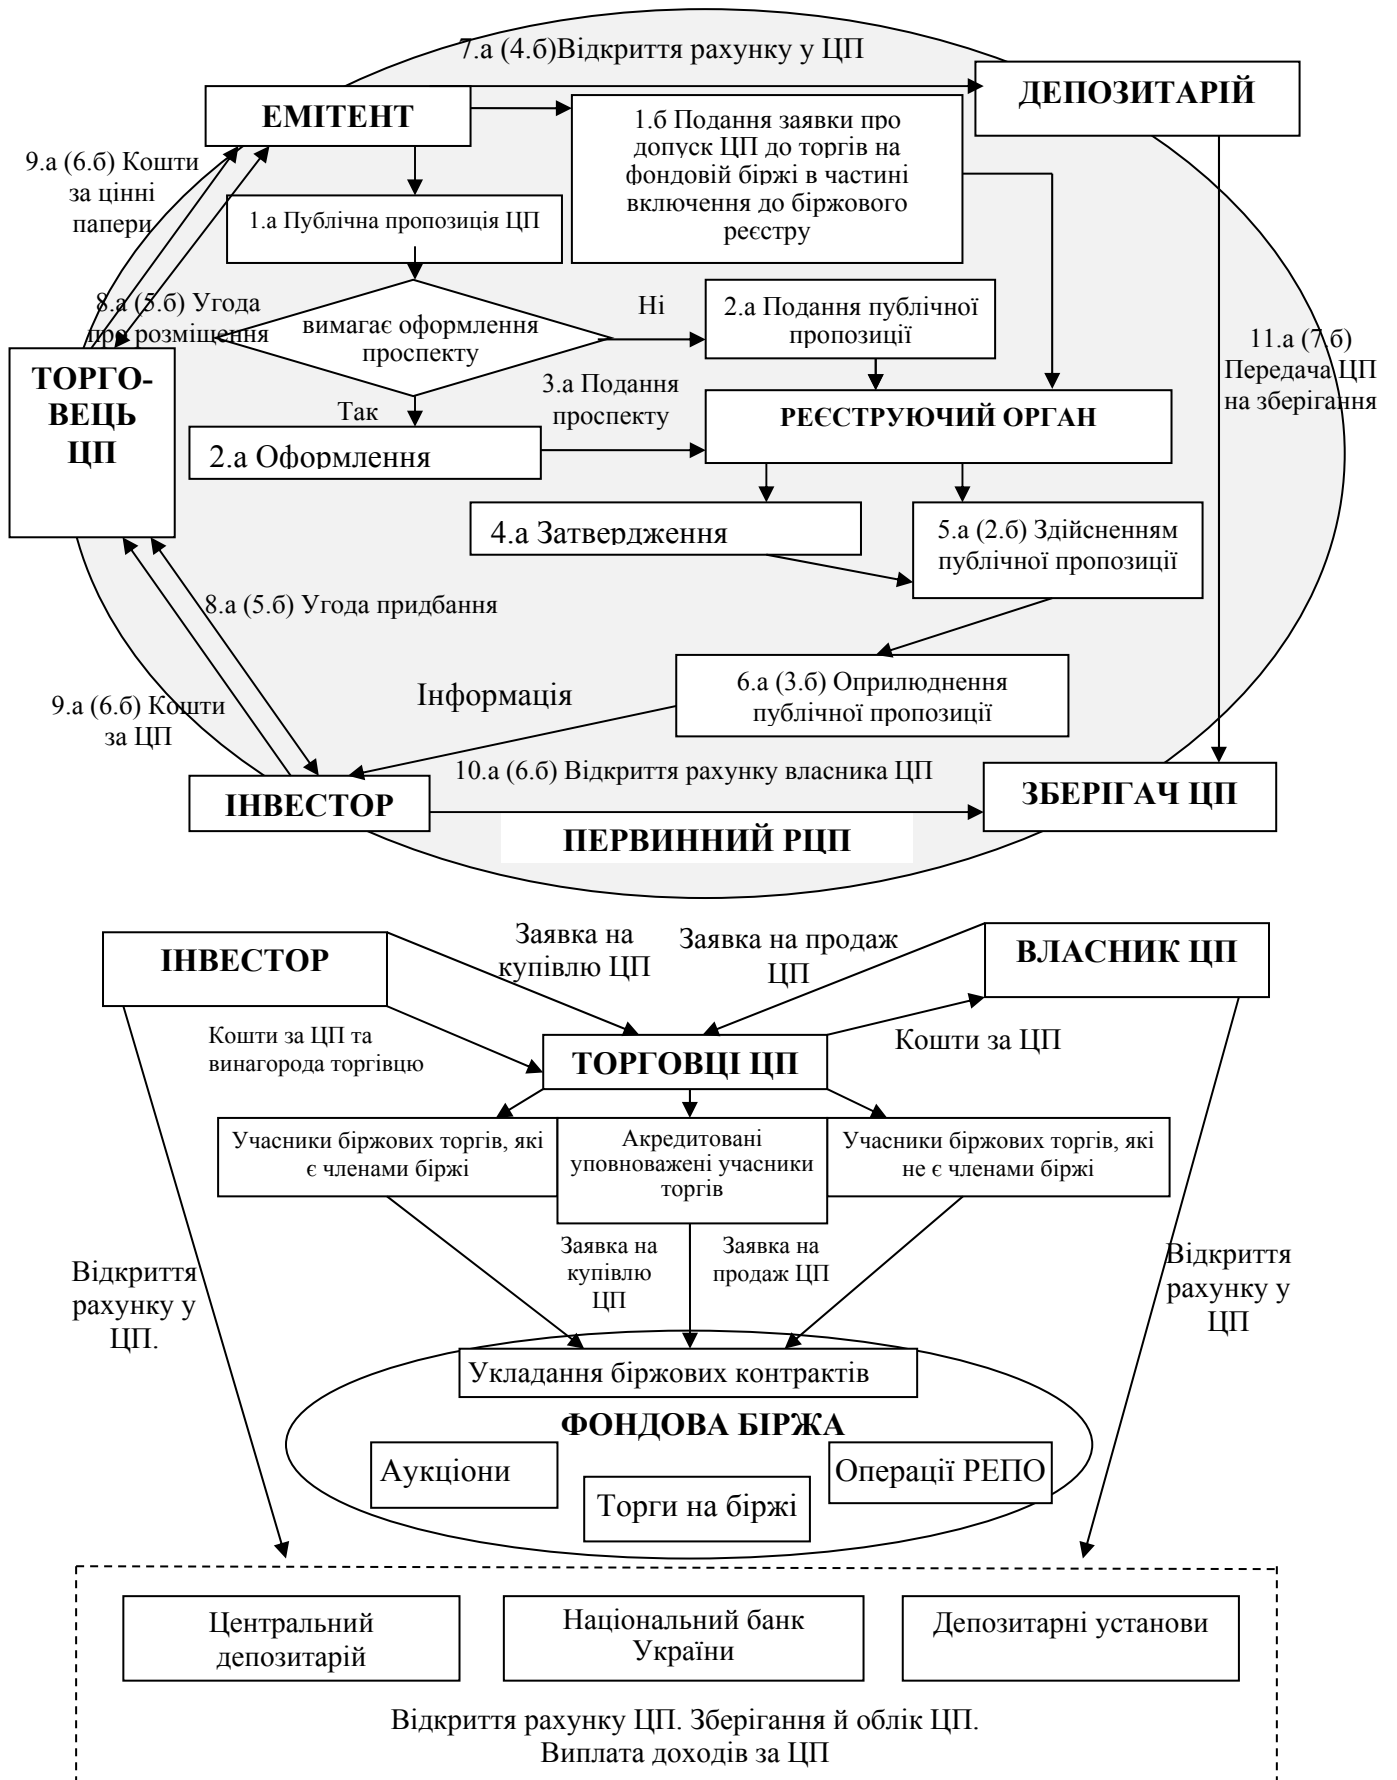 7.а (4.б)Відкриття рахунку у ЦП
ЕМІТЕНТ
ДЕПОЗИТАРІЙ
1.б Подання заявки про
допуск ЦП до торгів на
фондовій біржі в частині
включення до біржового
реєстру
9.а (6.б) Кошти
за цінні
папери
1.а Публічна пропозиція ЦП
8.а (5.б) Угода
про розміщення
вимагає оформлення
проспекту
Ні
2.а Подання публічної
пропозиції
11.а (7.б)
Передача ЦП
на зберігання
ТОРГО-
ВЕЦЬ
ЦП
Так
3.а Подання
проспекту
РЕЄСТРУЮЧИЙ ОРГАН
2.а Оформлення
4.а Затвердження
5.а (2.б) Здійсненням
публічної пропозиції
8.а (5.б) Угода придбання
9.а (6.б) Кошти
за ЦП
Інформація
6.а (3.б) Оприлюднення
публічної пропозиції
10.а (6.б) Відкриття рахунку власника ЦП
ІНВЕСТОР
ЗБЕРІГАЧ ЦП
ПЕРВИННИЙ РЦП
ІНВЕСТОР
Заявка на
купівлю ЦП
Заявка на продаж
ЦП
ВЛАСНИК ЦП
Кошти за ЦП та
винагорода торгівцю
ТОРГОВЦІ ЦП
Кошти за ЦП
Учасники біржових торгів, які
є членами біржі
Акредитовані
уповноважені учасники
торгів
Учасники біржових торгів, які
не є членами біржі
Заявка на
купівлю
ЦП
Заявка на
продаж ЦП
Відкриття
рахунку у
ЦП.
Відкриття
рахунку у
ЦП
Укладання біржових контрактів
ФОНДОВА БІРЖА
Аукціони
Торги на біржі
Операції РЕПО
Центральний
депозитарій
Національний банк
України
Депозитарні установи
Відкриття рахунку ЦП. Зберігання й облік ЦП.
Виплата доходів за ЦП